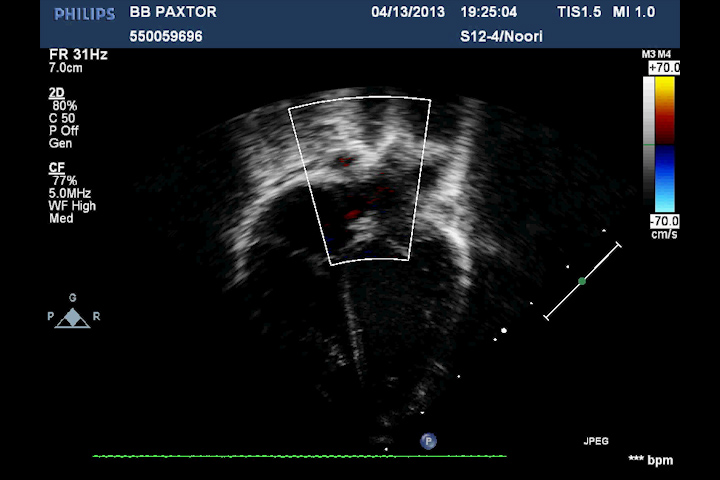 PHILIPS BB PAXTOR 04/13/2013 19:25:04 TIS1.5 MI 1.0
550059696 S12-4/Noori
FR 31Hz
7.0cm
2D
80%
C 50
P Off
Gen
CF
77%
5.0MHz
WF High
Med
M3 M4
+70.0
-70.0
cm/s
G
P R
P
JPEG
*** bpm